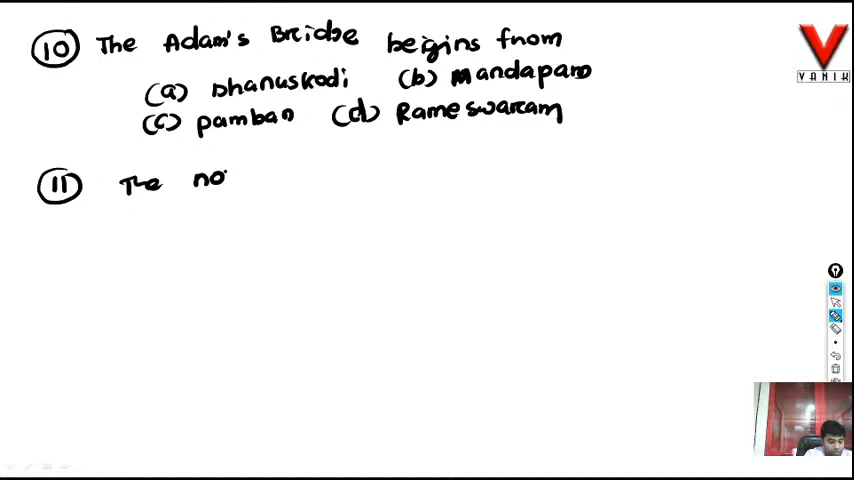 10 The Adam's Bridge begins from
(a) Dhanuskodi (b) Mandapam
(c) pamban (d) Rameswaram
11 The no
VANIK